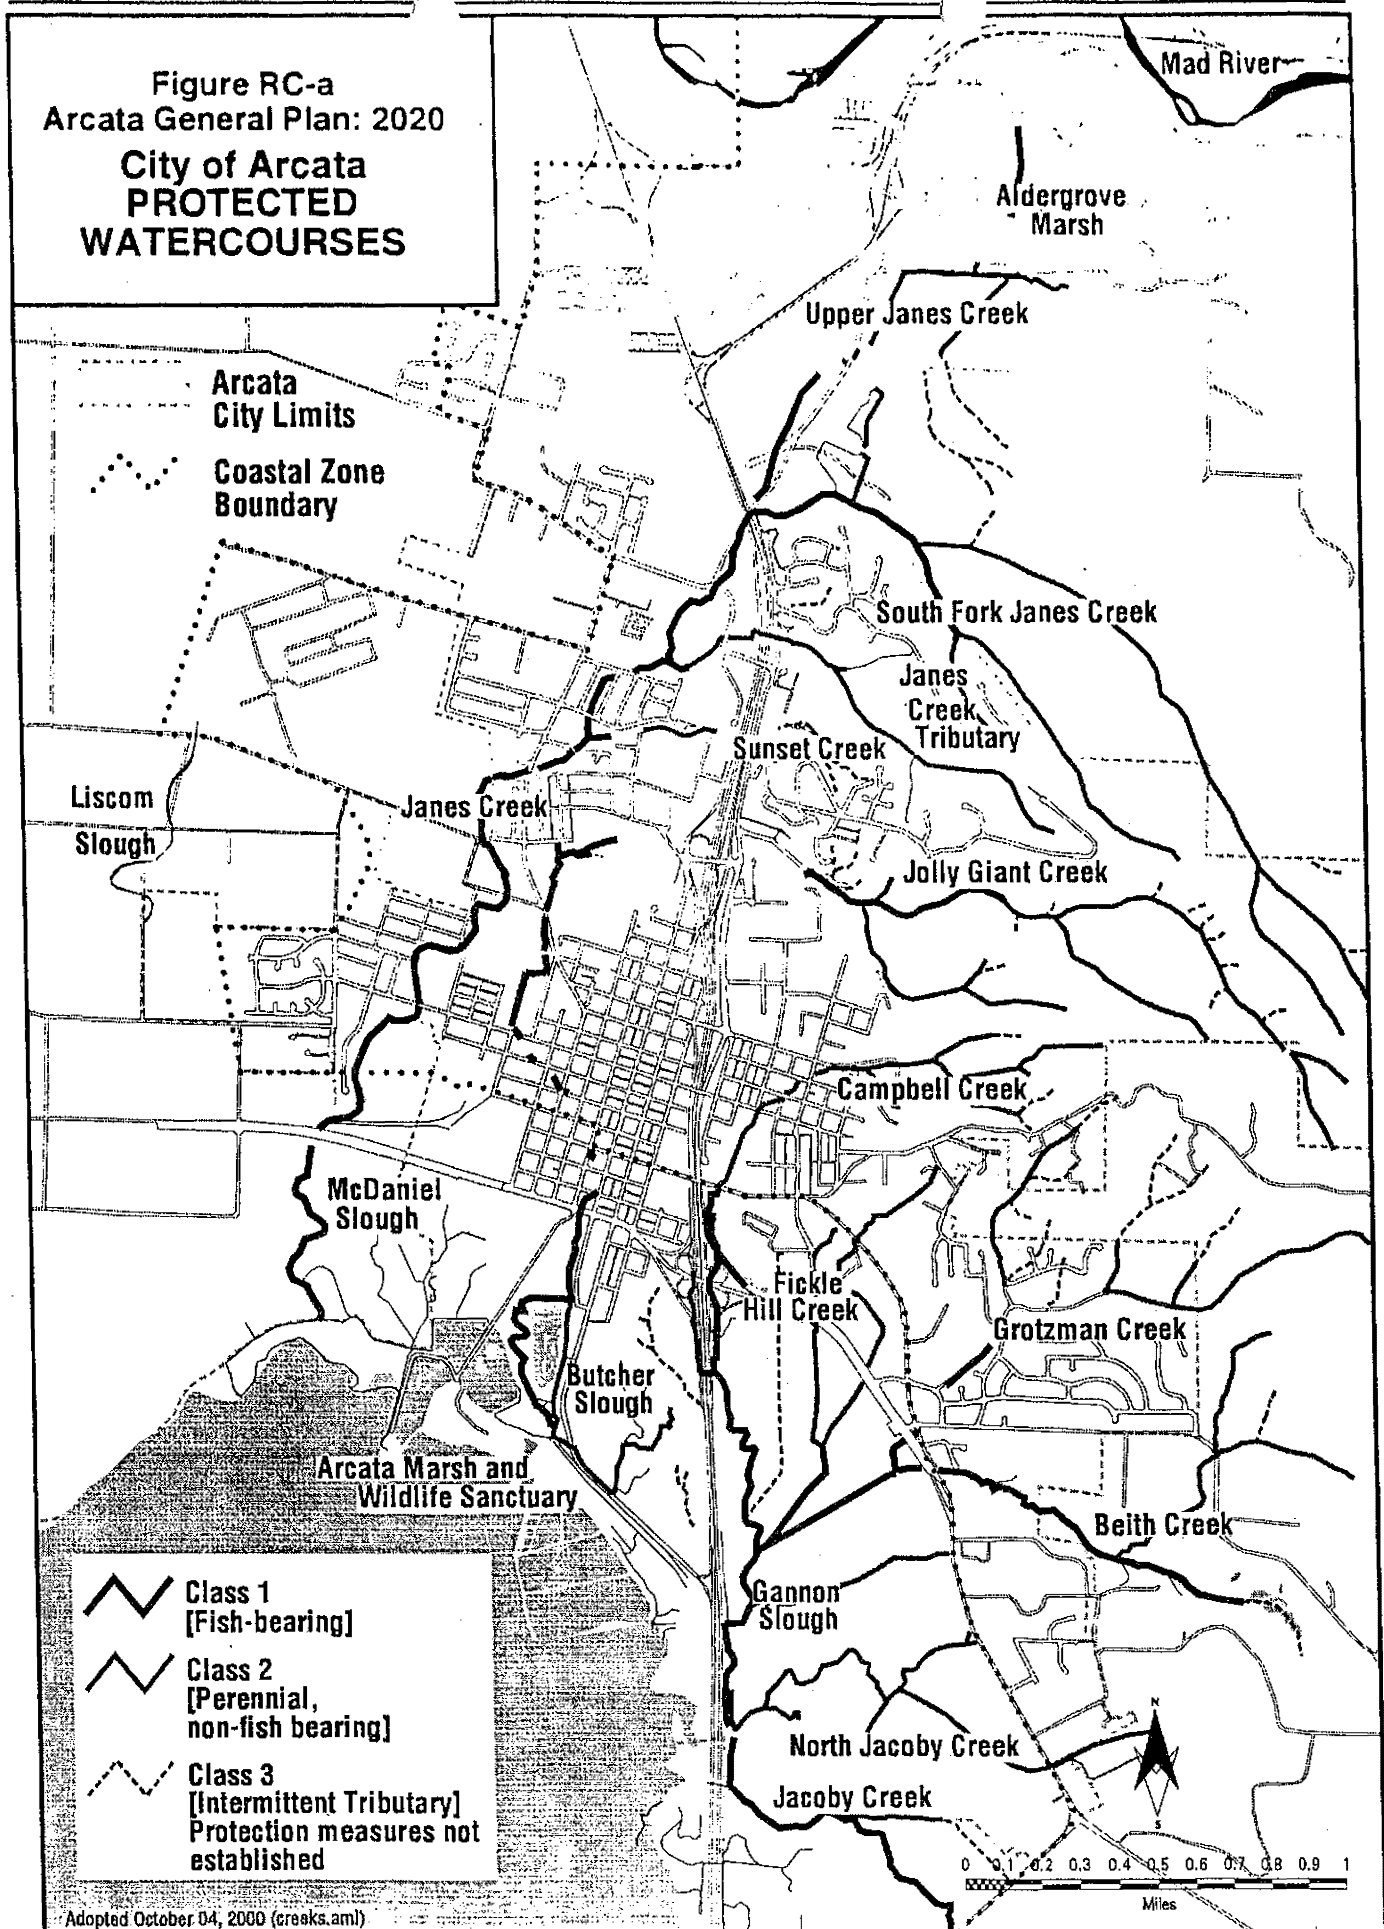 Figure RC-a
Arcata General Plan: 2020
City of Arcata
PROTECTED
WATERCOURSES
Mad River
Aldergrove
Marsh
Upper Janes Creek
Arcata
City Limits
Coastal Zone
Boundary
South Fork Janes Creek
Janes
Creek
Tributary
Sunset Creek
Liscom
Slough
Janes Creek
Jolly Giant Creek
Campbell Creek
McDaniel
Slough
Fickle
Hill Creek
Grotzman Creek
Butcher
Slough
Arcata Marsh and
Wildlife Sanctuary
Beith Creek
Gannon
Slough
Class 1
[Fish-bearing]
Class 2
[Perennial,
non-fish bearing]
Class 3
[Intermittent Tributary]
Protection measures not
established
North Jacoby Creek
Jacoby Creek
N
S
0 0.1 0.2 0.3 0.4 0.5 0.6 0.7 0.8 0.9 1
Miles
Adopted October 04, 2000 (creeks.aml)